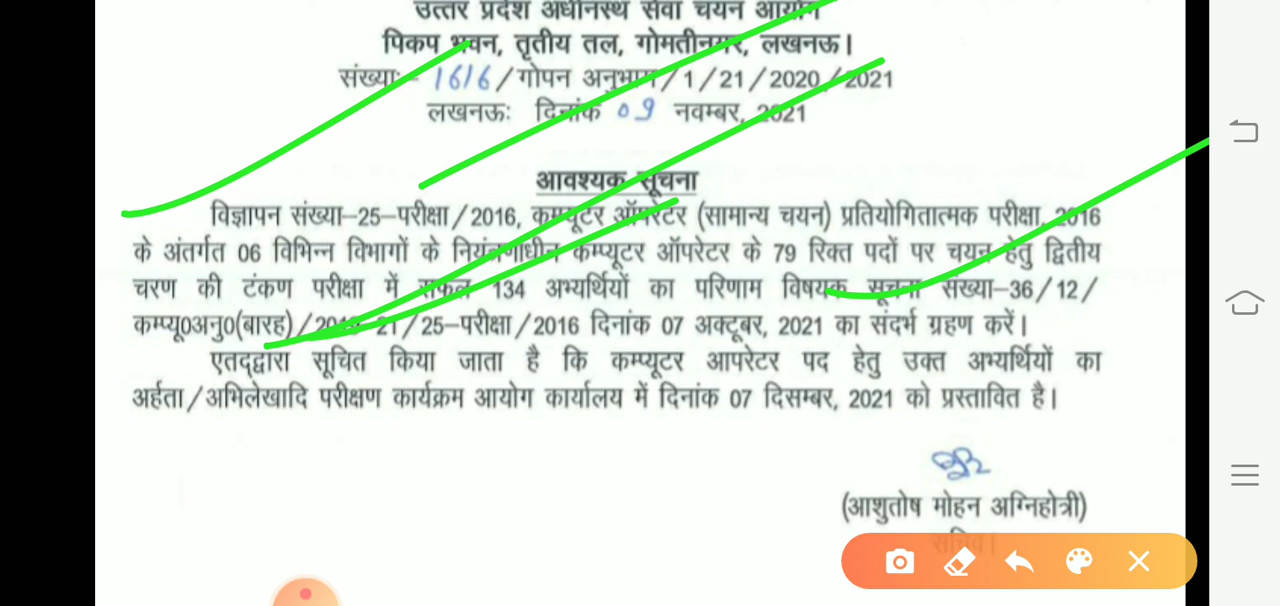 उत्तर प्रदेश अधीनस्थ सेवा चयन आयोग
पिकप भवन, तृतीय तल, गोमतीनगर, लखनऊ।
संख्याः- 1616/गोपन अनुभाग/1/21/2020/2021
लखनऊः दिनांक 09 नवम्बर, 2021
आवश्यक सूचना
विज्ञापन संख्या–25–परीक्षा/2016, कम्प्यूटर ऑपरेटर (सामान्य चयन) प्रतियोगितात्मक परीक्षा, 2016
के अंतर्गत 06 विभिन्न विभागों के नियंत्रणाधीन कम्प्यूटर ऑपरेटर के 79 रिक्त पदों पर चयन हेतु द्वितीय
चरण की टंकण परीक्षा में सफल 134 अभ्यर्थियों का परिणाम विषयक सूचना संख्या–36/12/
कम्प्यू0अनु0(बारह)/ 21/25–परीक्षा/2016 दिनांक 07 अक्टूबर, 2021 का संदर्भ ग्रहण करें।
एतद्द्वारा सूचित किया जाता है कि कम्प्यूटर आपरेटर पद हेतु उक्त अभ्यर्थियों का
अर्हता/अभिलेखादि परीक्षण कार्यक्रम आयोग कार्यालय में दिनांक 07 दिसम्बर, 2021 को प्रस्तावित है।
(आशुतोष मोहन अग्निहोत्री)
सचिव।